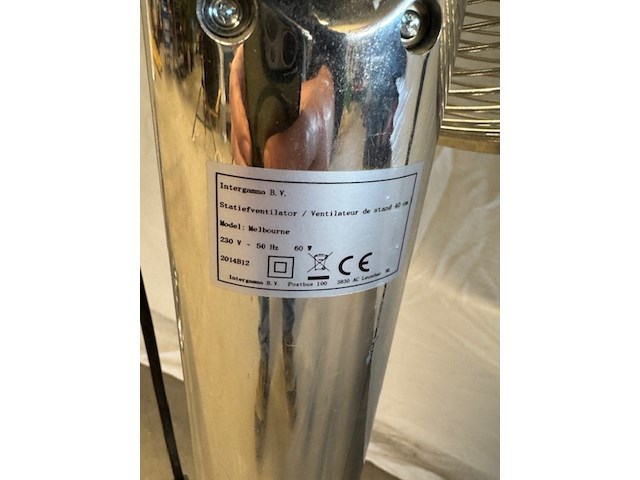 Intergamma B.V.
Statiefventilator / Ventilateur de stand 40 cm
Model: Melbourne
230 V - 50 Hz 60 W
2014B12
CE
Intergamma B.V. Postbus 100 3830 AC Leusden NL